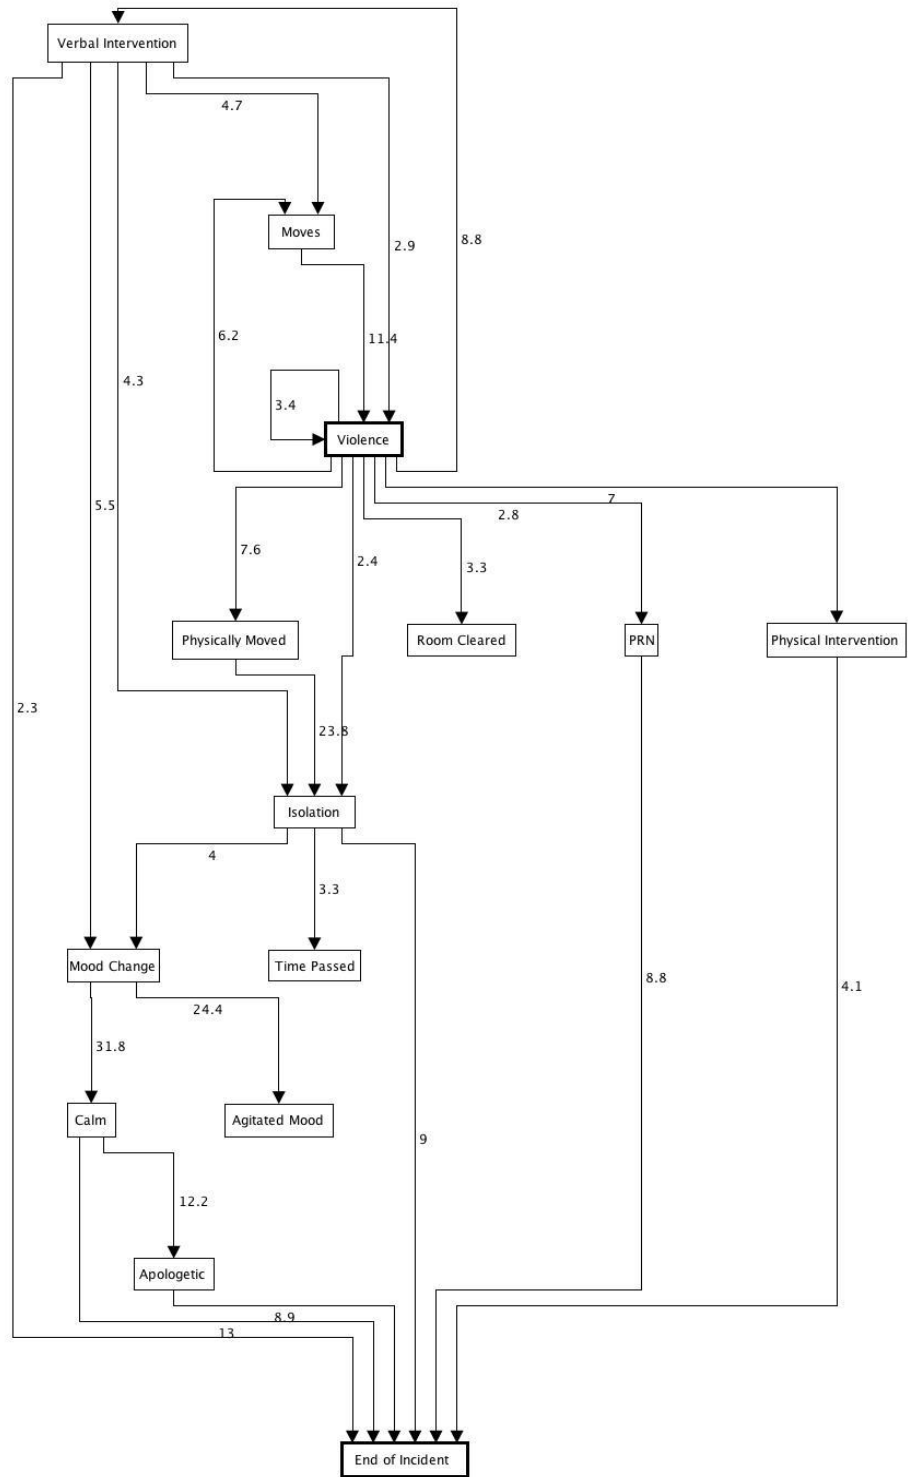 Verbal Intervention
4.7
2.9
8.8
Moves
6.2
11.4
4.3
3.4
Violence
5.5
7
2.8
7.6
2.4
3.3
Physically Moved
Room Cleared
PRN
Physical Intervention
2.3
23.8
Isolation
4
3.3
Mood Change
Time Passed
8.8
4.1
24.4
31.8
Calm
Agitated Mood
9
12.2
Apologetic
8.9
13
End of Incident